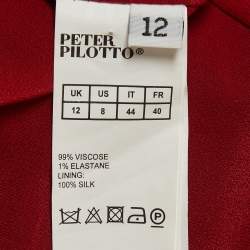 12
PETER
PILOTTO®
UK US IT FR
12 8 44 40
99% VISCOSE
1% ELASTANE
LINING:
100% SILK
P